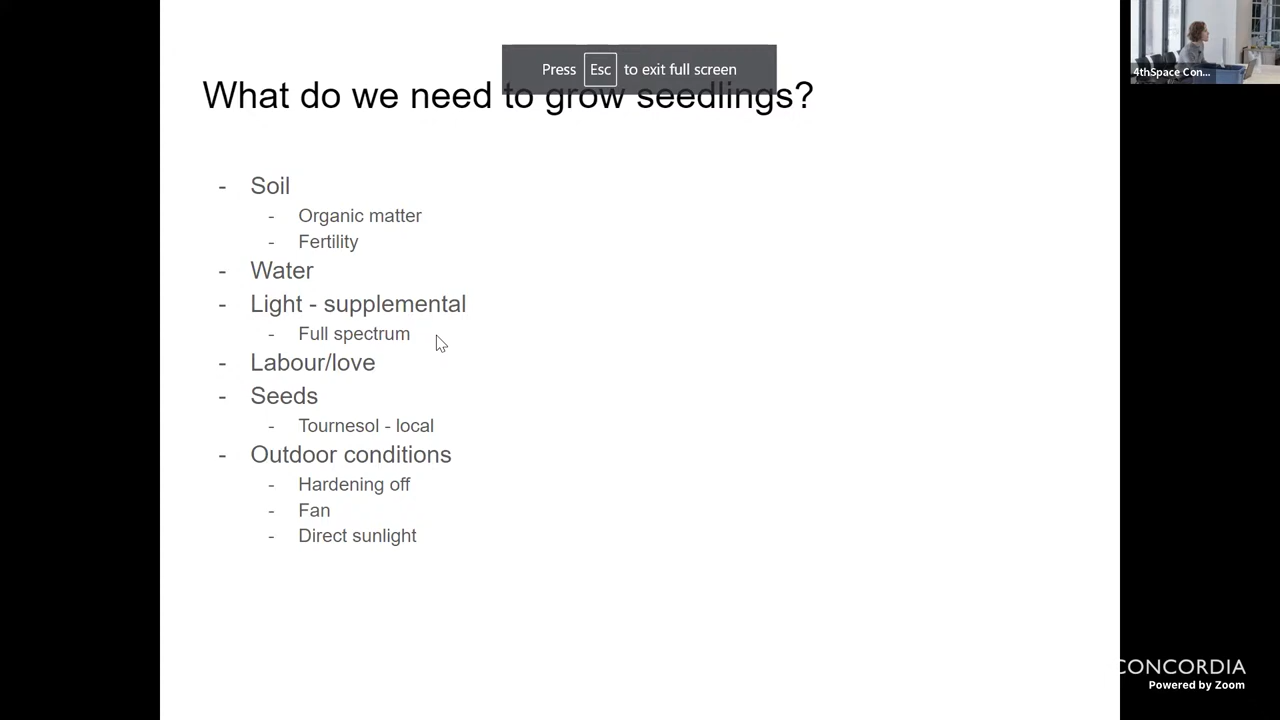 Press Esc to exit full screen
What do we need to grow seedlings?
- Soil
- Organic matter
- Fertility
- Water
- Light - supplemental
- Full spectrum
- Labour/love
- Seeds
- Tournesol - local
- Outdoor conditions
- Hardening off
- Fan
- Direct sunlight
4thSpace Con...
CONCORDIA
Powered by Zoom